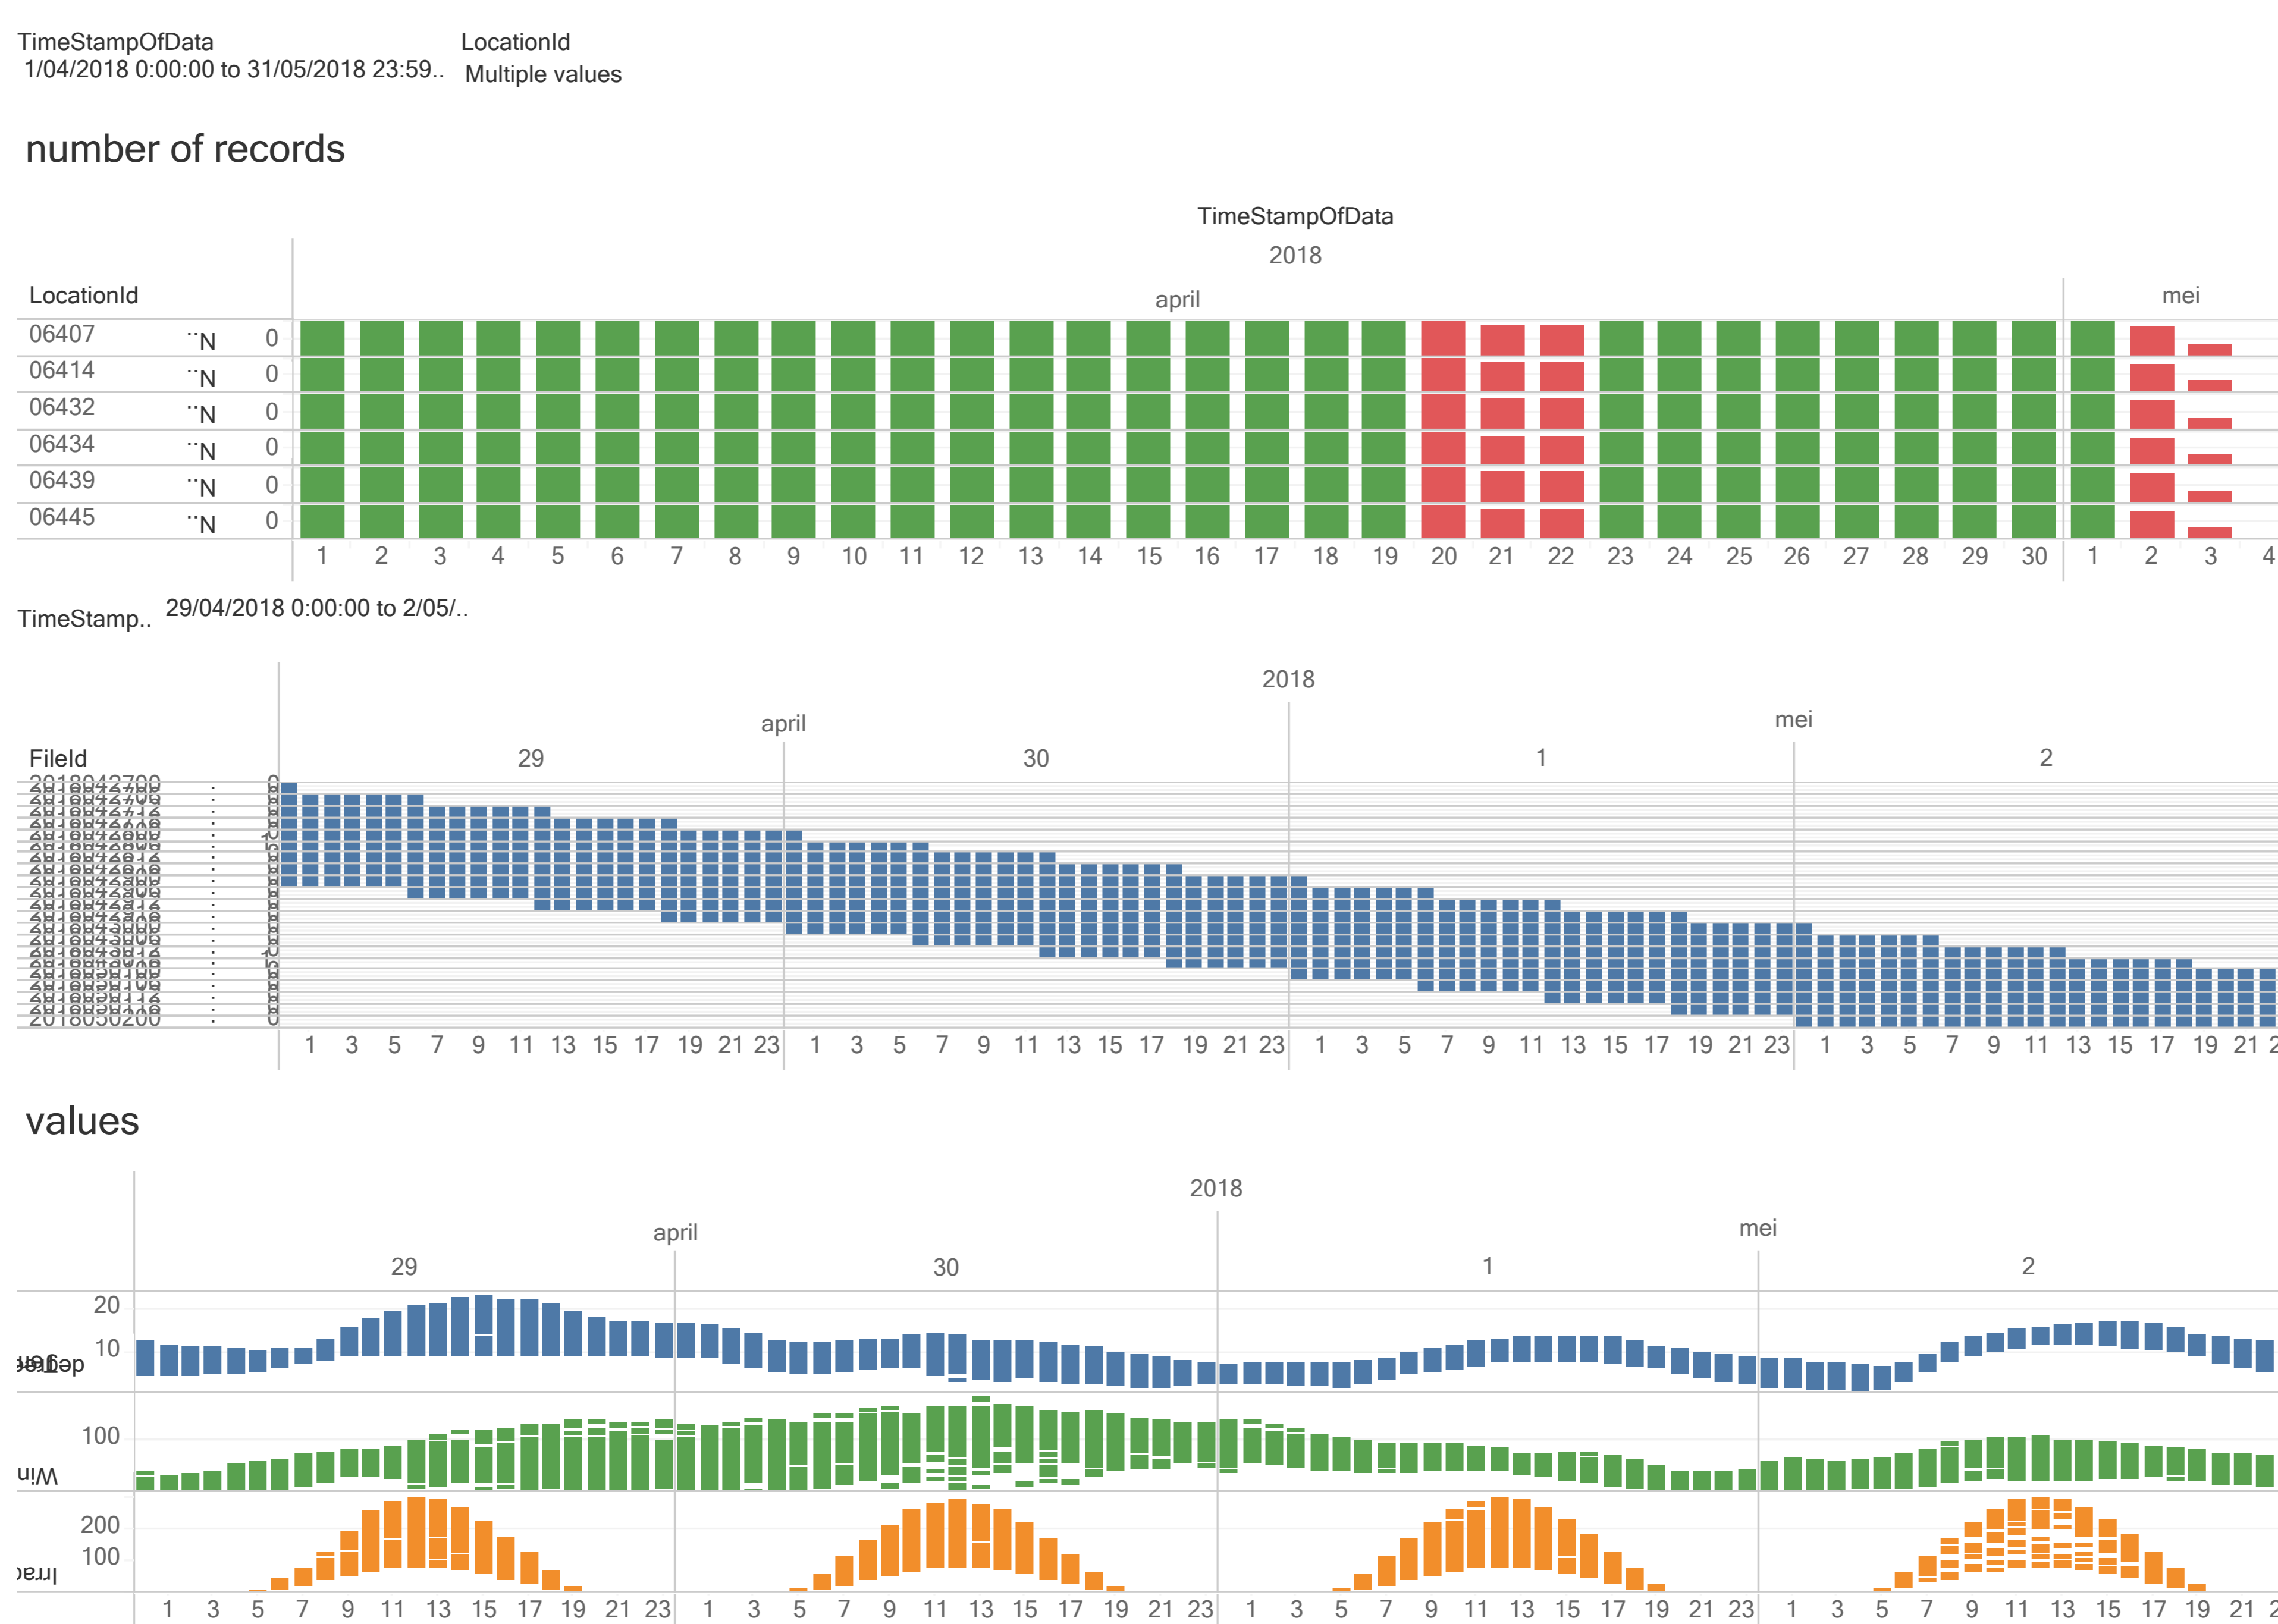 TimeStampOfData LocationId
1/04/2018 0:00:00 to 31/05/2018 23:59.. Multiple values
number of records
TimeStampOfData
2018
LocationId april mei
06407 N.. 0
06414 N.. 0
06432 N.. 0
06434 N.. 0
06439 N.. 0
06445 N.. 0
1 2 3 4 5 6 7 8 9 10 11 12 13 14 15 16 17 18 19 20 21 22 23 24 25 26 27 28 29 30 1 2 3 4
TimeStamp.. 29/04/2018 0:00:00 to 2/05/..
2018
april mei
FileId 29 30 1 2
2018042700 : 0
2018050200 : 0
1 3 5 7 9 11 13 15 17 19 21 23 1 3 5 7 9 11 13 15 17 19 21 23 1 3 5 7 9 11 13 15 17 19 21 23 1 3 5 7 9 11 13 15 17 19 21 2
values
2018
april mei
29 30 1 2
20
10
degree
100
Win
200
100
Irrad
1 3 5 7 9 11 13 15 17 19 21 23 1 3 5 7 9 11 13 15 17 19 21 23 1 3 5 7 9 11 13 15 17 19 21 23 1 3 5 7 9 11 13 15 17 19 21 2